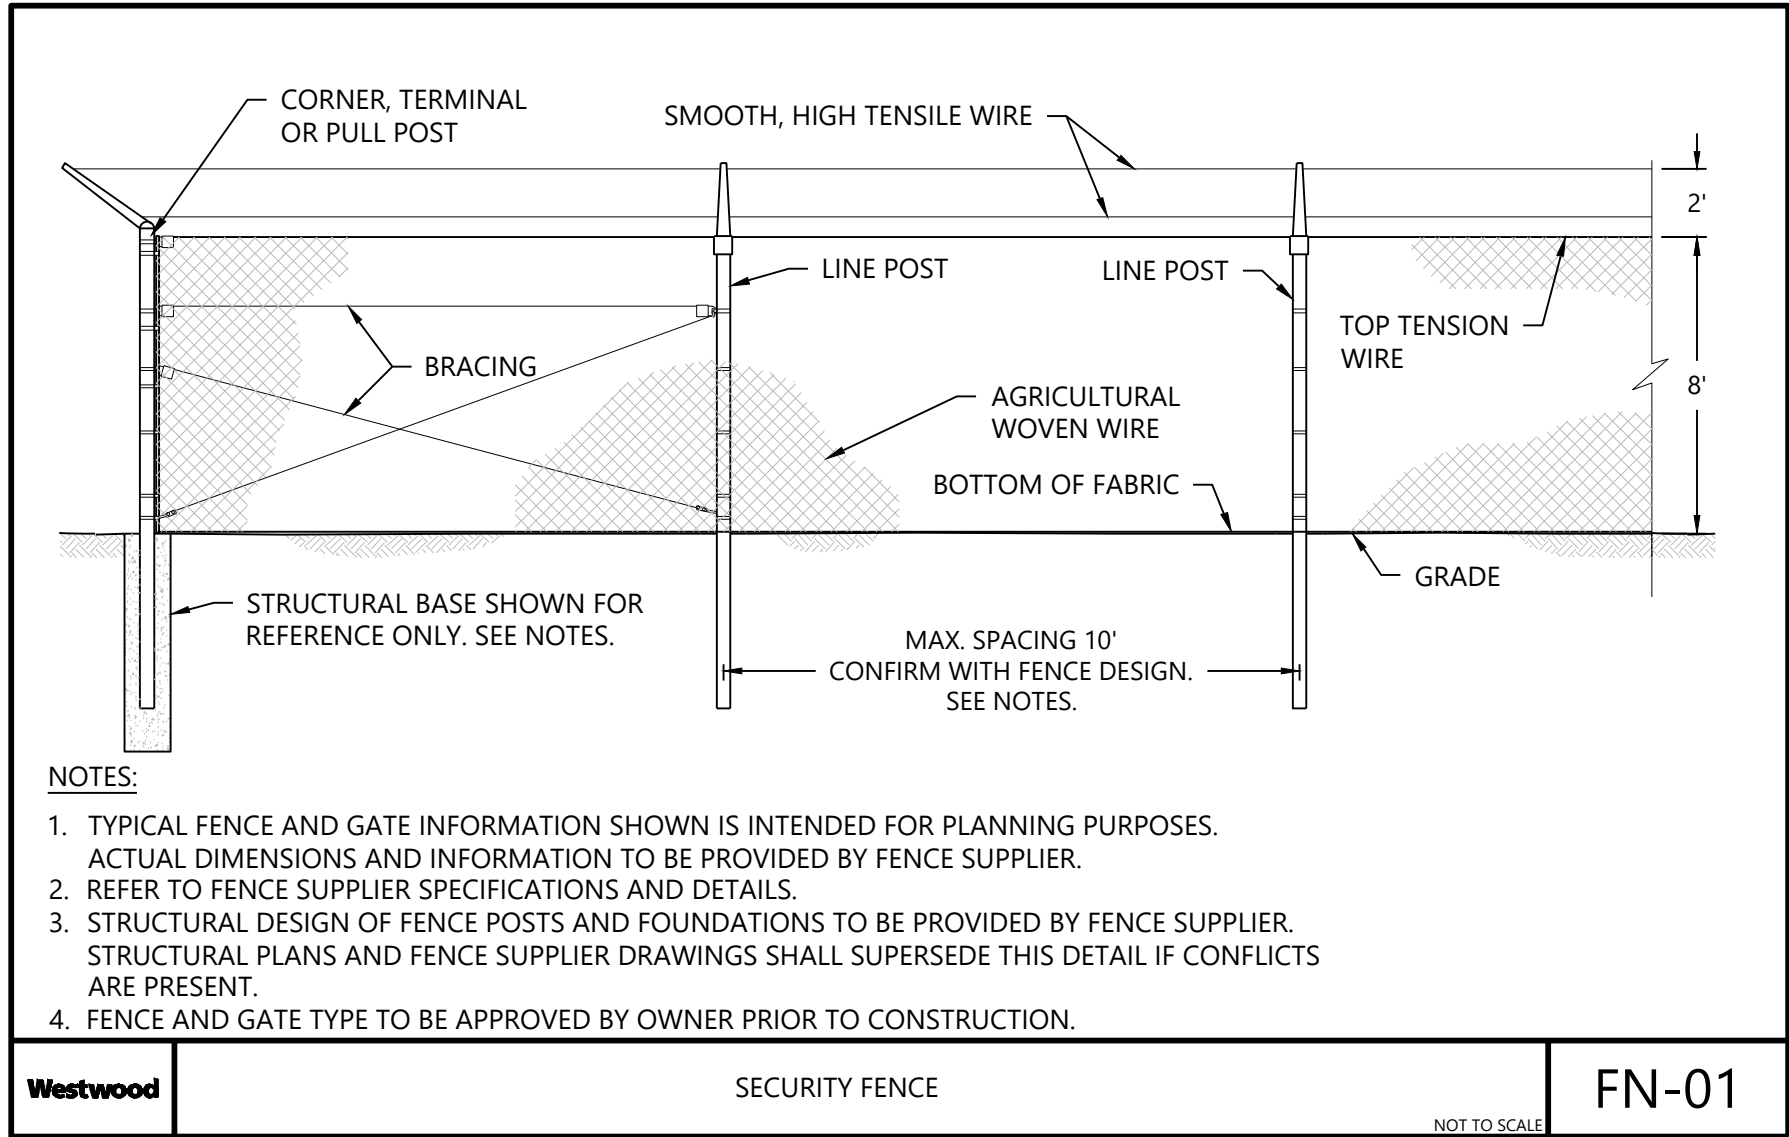 CORNER, TERMINAL
OR PULL POST
SMOOTH, HIGH TENSILE WIRE
2'
LINE POST
LINE POST
TOP TENSION
WIRE
BRACING
8'
AGRICULTURAL
WOVEN WIRE
BOTTOM OF FABRIC
GRADE
STRUCTURAL BASE SHOWN FOR
REFERENCE ONLY. SEE NOTES.
MAX. SPACING 10'
CONFIRM WITH FENCE DESIGN.
SEE NOTES.
NOTES:
1. TYPICAL FENCE AND GATE INFORMATION SHOWN IS INTENDED FOR PLANNING PURPOSES.
ACTUAL DIMENSIONS AND INFORMATION TO BE PROVIDED BY FENCE SUPPLIER.
2. REFER TO FENCE SUPPLIER SPECIFICATIONS AND DETAILS.
3. STRUCTURAL DESIGN OF FENCE POSTS AND FOUNDATIONS TO BE PROVIDED BY FENCE SUPPLIER.
STRUCTURAL PLANS AND FENCE SUPPLIER DRAWINGS SHALL SUPERSEDE THIS DETAIL IF CONFLICTS
ARE PRESENT.
4. FENCE AND GATE TYPE TO BE APPROVED BY OWNER PRIOR TO CONSTRUCTION.
Westwood
SECURITY FENCE
NOT TO SCALE
FN-01